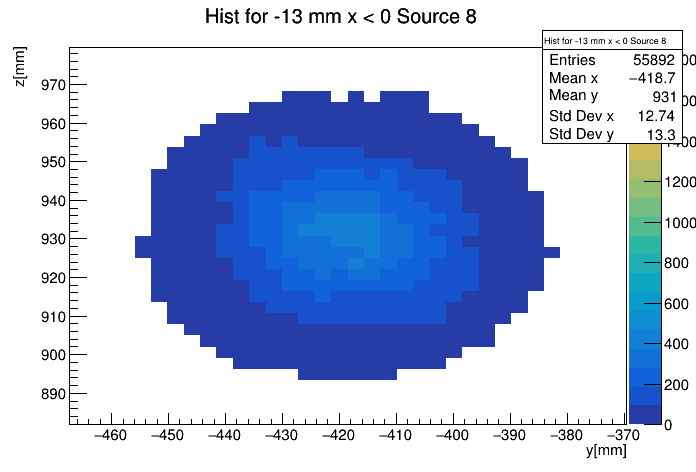 Hist for -13 mm x < 0 Source 8
z[mm]
Hist for -13 mm x < 0 Source 8
Entries 55892
Mean x −418.7
Mean y 931
Std Dev x 12.74
Std Dev y 13.3
970
960
950
940
930
920
910
900
890
1200
1000
800
600
400
200
0
−460 −450 −440 −430 −420 −410 −400 −390 −380 −370
y[mm]